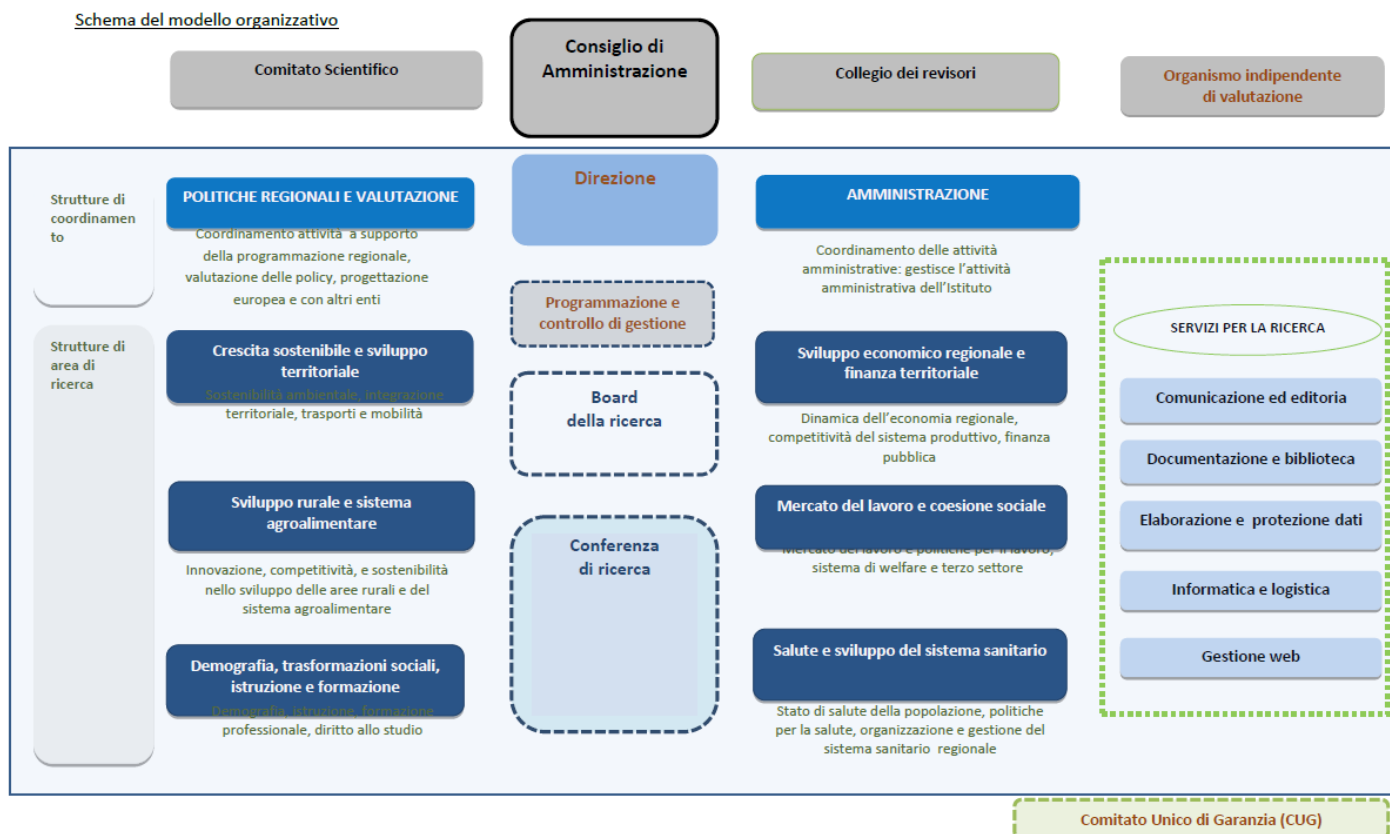 Schema del modello organizzativo
Comitato Scientifico
Consiglio di
Amministrazione
Collegio dei revisori
Organismo indipendente
di valutazione
Strutture di
coordinamen
to
POLITICHE REGIONALI E VALUTAZIONE
Coordinamento attività a supporto
della programmazione regionale,
valutazione delle policy, progettazione
europea e con altri enti
Direzione
AMMINISTRAZIONE
Coordinamento delle attività
amministrative: gestisce l'attività
amministrativa dell'Istituto
Programmazione e
controllo di gestione
Strutture di
area di
ricerca
Crescita sostenibile e sviluppo
territoriale
Sostenibilità ambientale, integrazione
territoriale, trasporti e mobilità
Board
della ricerca
Sviluppo economico regionale e
finanza territoriale
Dinamica dell'economia regionale,
competitività del sistema produttivo, finanza
pubblica
Sviluppo rurale e sistema
agroalimentare
Innovazione, competitività, e sostenibilità
nello sviluppo delle aree rurali e del
sistema agroalimentare
Conferenza
di ricerca
Mercato del lavoro e coesione sociale
Mercato del lavoro e politiche per il lavoro,
sistema di welfare e terzo settore
Demografia, trasformazioni sociali,
istruzione e formazione
Demografia, istruzione, formazione
professionale, diritto allo studio
Salute e sviluppo del sistema sanitario
Stato di salute della popolazione, politiche
per la salute, organizzazione e gestione del
sistema sanitario regionale
SERVIZI PER LA RICERCA
Comunicazione ed editoria
Documentazione e biblioteca
Elaborazione e protezione dati
Informatica e logistica
Gestione web
Comitato Unico di Garanzia (CUG)